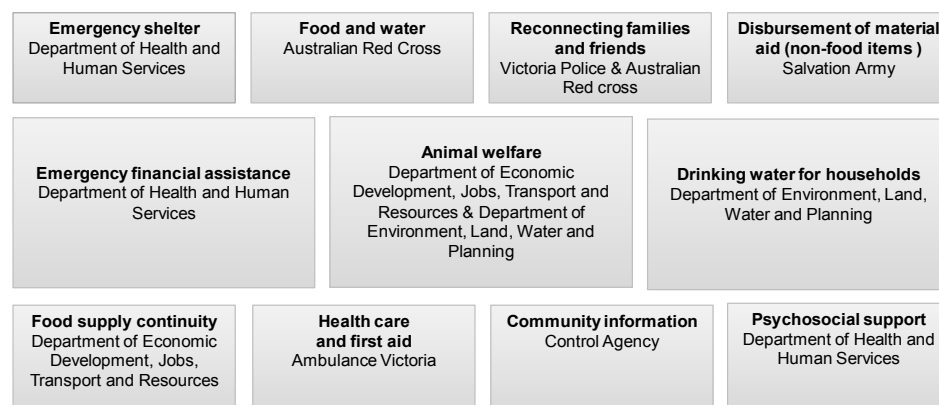 Emergency shelter
Department of Health and
Human Services
Food and water
Australian Red Cross
Reconnecting families
and friends
Victoria Police & Australian
Red cross
Disbursement of material
aid (non-food items )
Salvation Army
Emergency financial assistance
Department of Health and Human
Services
Animal welfare
Department of Economic
Development, Jobs, Transport and
Resources & Department of
Environment, Land, Water and
Planning
Drinking water for households
Department of Environment, Land,
Water and Planning
Food supply continuity
Department of Economic
Development, Jobs,
Transport and Resources
Health care
and first aid
Ambulance Victoria
Community information
Control Agency
Psychosocial support
Department of Health and
Human Services